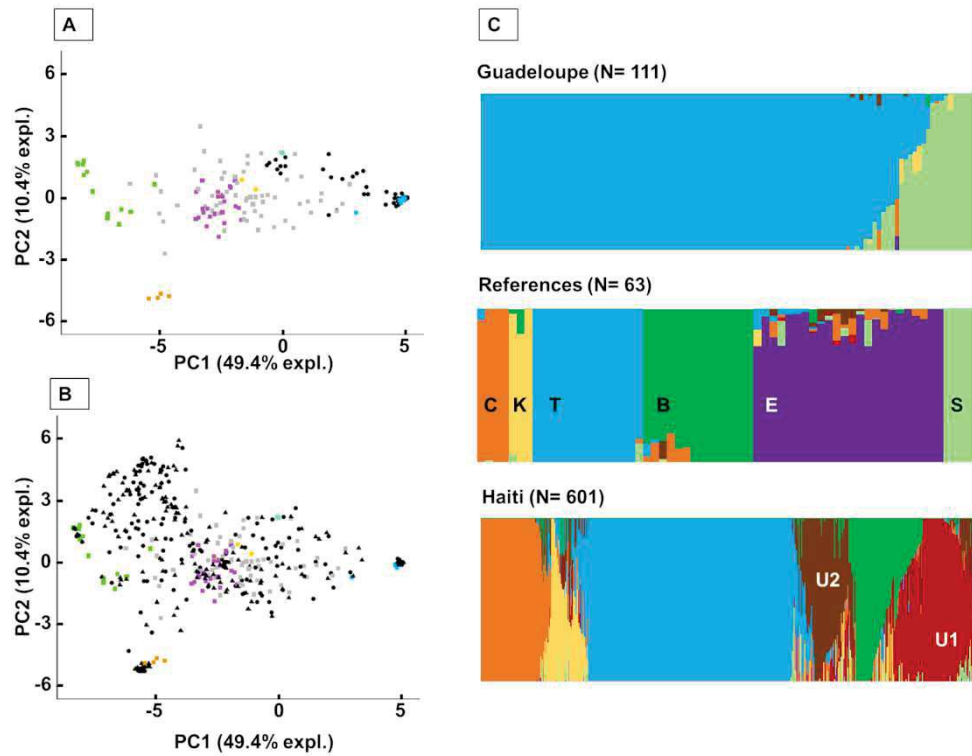 A
6
3
0
-3
-6
PC2 (10.4% expl.)
-5
0
5
PC1 (49.4% expl.)
B
6
3
0
-3
-6
PC2 (10.4% expl.)
-5
0
5
PC1 (49.4% expl.)
C
Guadeloupe (N= 111)
References (N= 63)
C K T B E S
Haiti (N= 601)
U2
U1